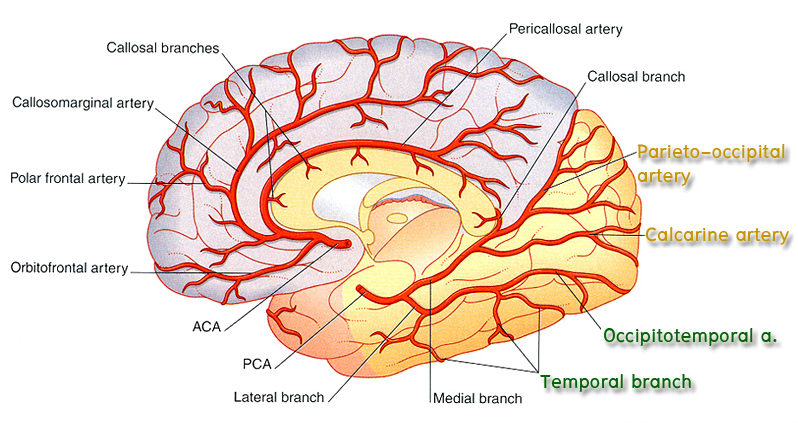 Pericallosal artery
Callosal branches
Callosal branch
Callosomarginal artery
Parieto-occipital
artery
Polar frontal artery
Calcarine artery
Orbitofrontal artery
ACA
Occipitotemporal a.
PCA
Temporal branch
Lateral branch
Medial branch